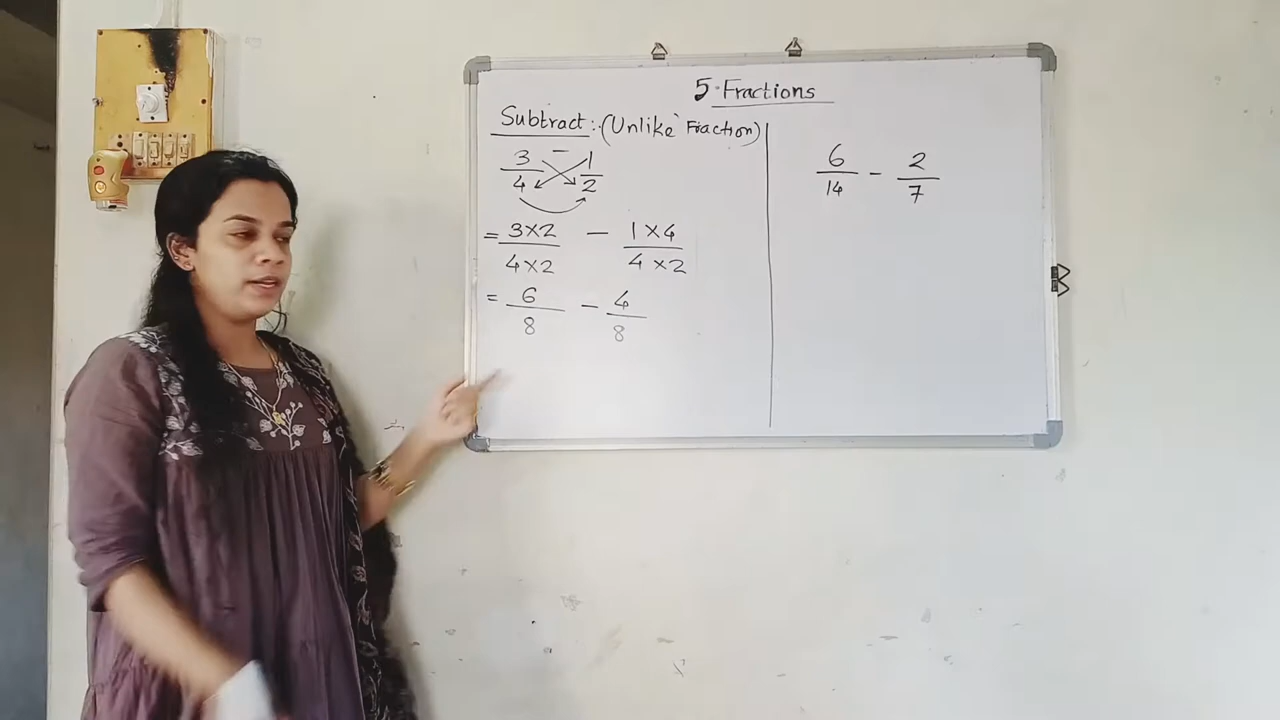 5. Fractions
Subtract:. (Unlike Fraction)
3/4 - 1/2
= 3×2/4×2 - 1×4/4×2
= 6/8 - 4/8
6/14 - 2/7